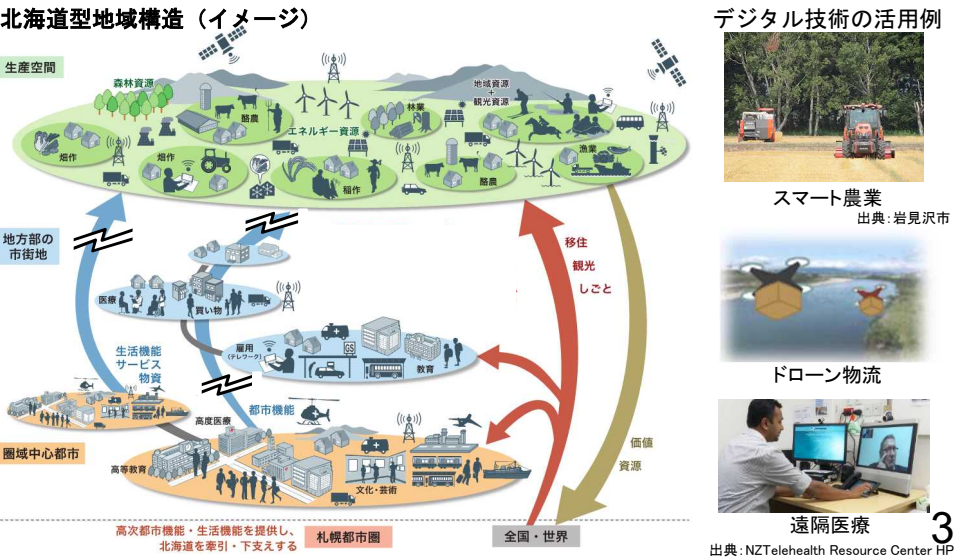 北海道型地域構造（イメージ）
デジタル技術の活用例
生産空間
森林資源
地域資源
+
観光資源
林業
酪農
エネルギー資源
畑作
畑作
稲作
酪農
漁業
スマート農業
出典：岩見沢市
地方部の
市街地
移住
観光
しごと
医療
買い物
生活機能
サービス
物資
雇用
(テレワーク)
GS
教育
ドローン物流
都市機能
高度医療
圏域中心都市
高等教育
文化・芸術
価値
資源
高次都市機能・生活機能を提供し、
北海道を牽引・下支えする
札幌都市圏
全国・世界
遠隔医療
出典：NZTelehealth Resource Center HP
3